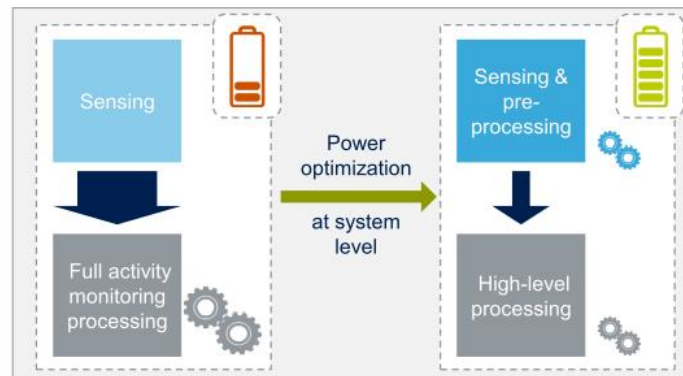 Sensing
Full activity
monitoring
processing
Power
optimization
at system
level
Sensing &
pre-
processing
High-level
processing